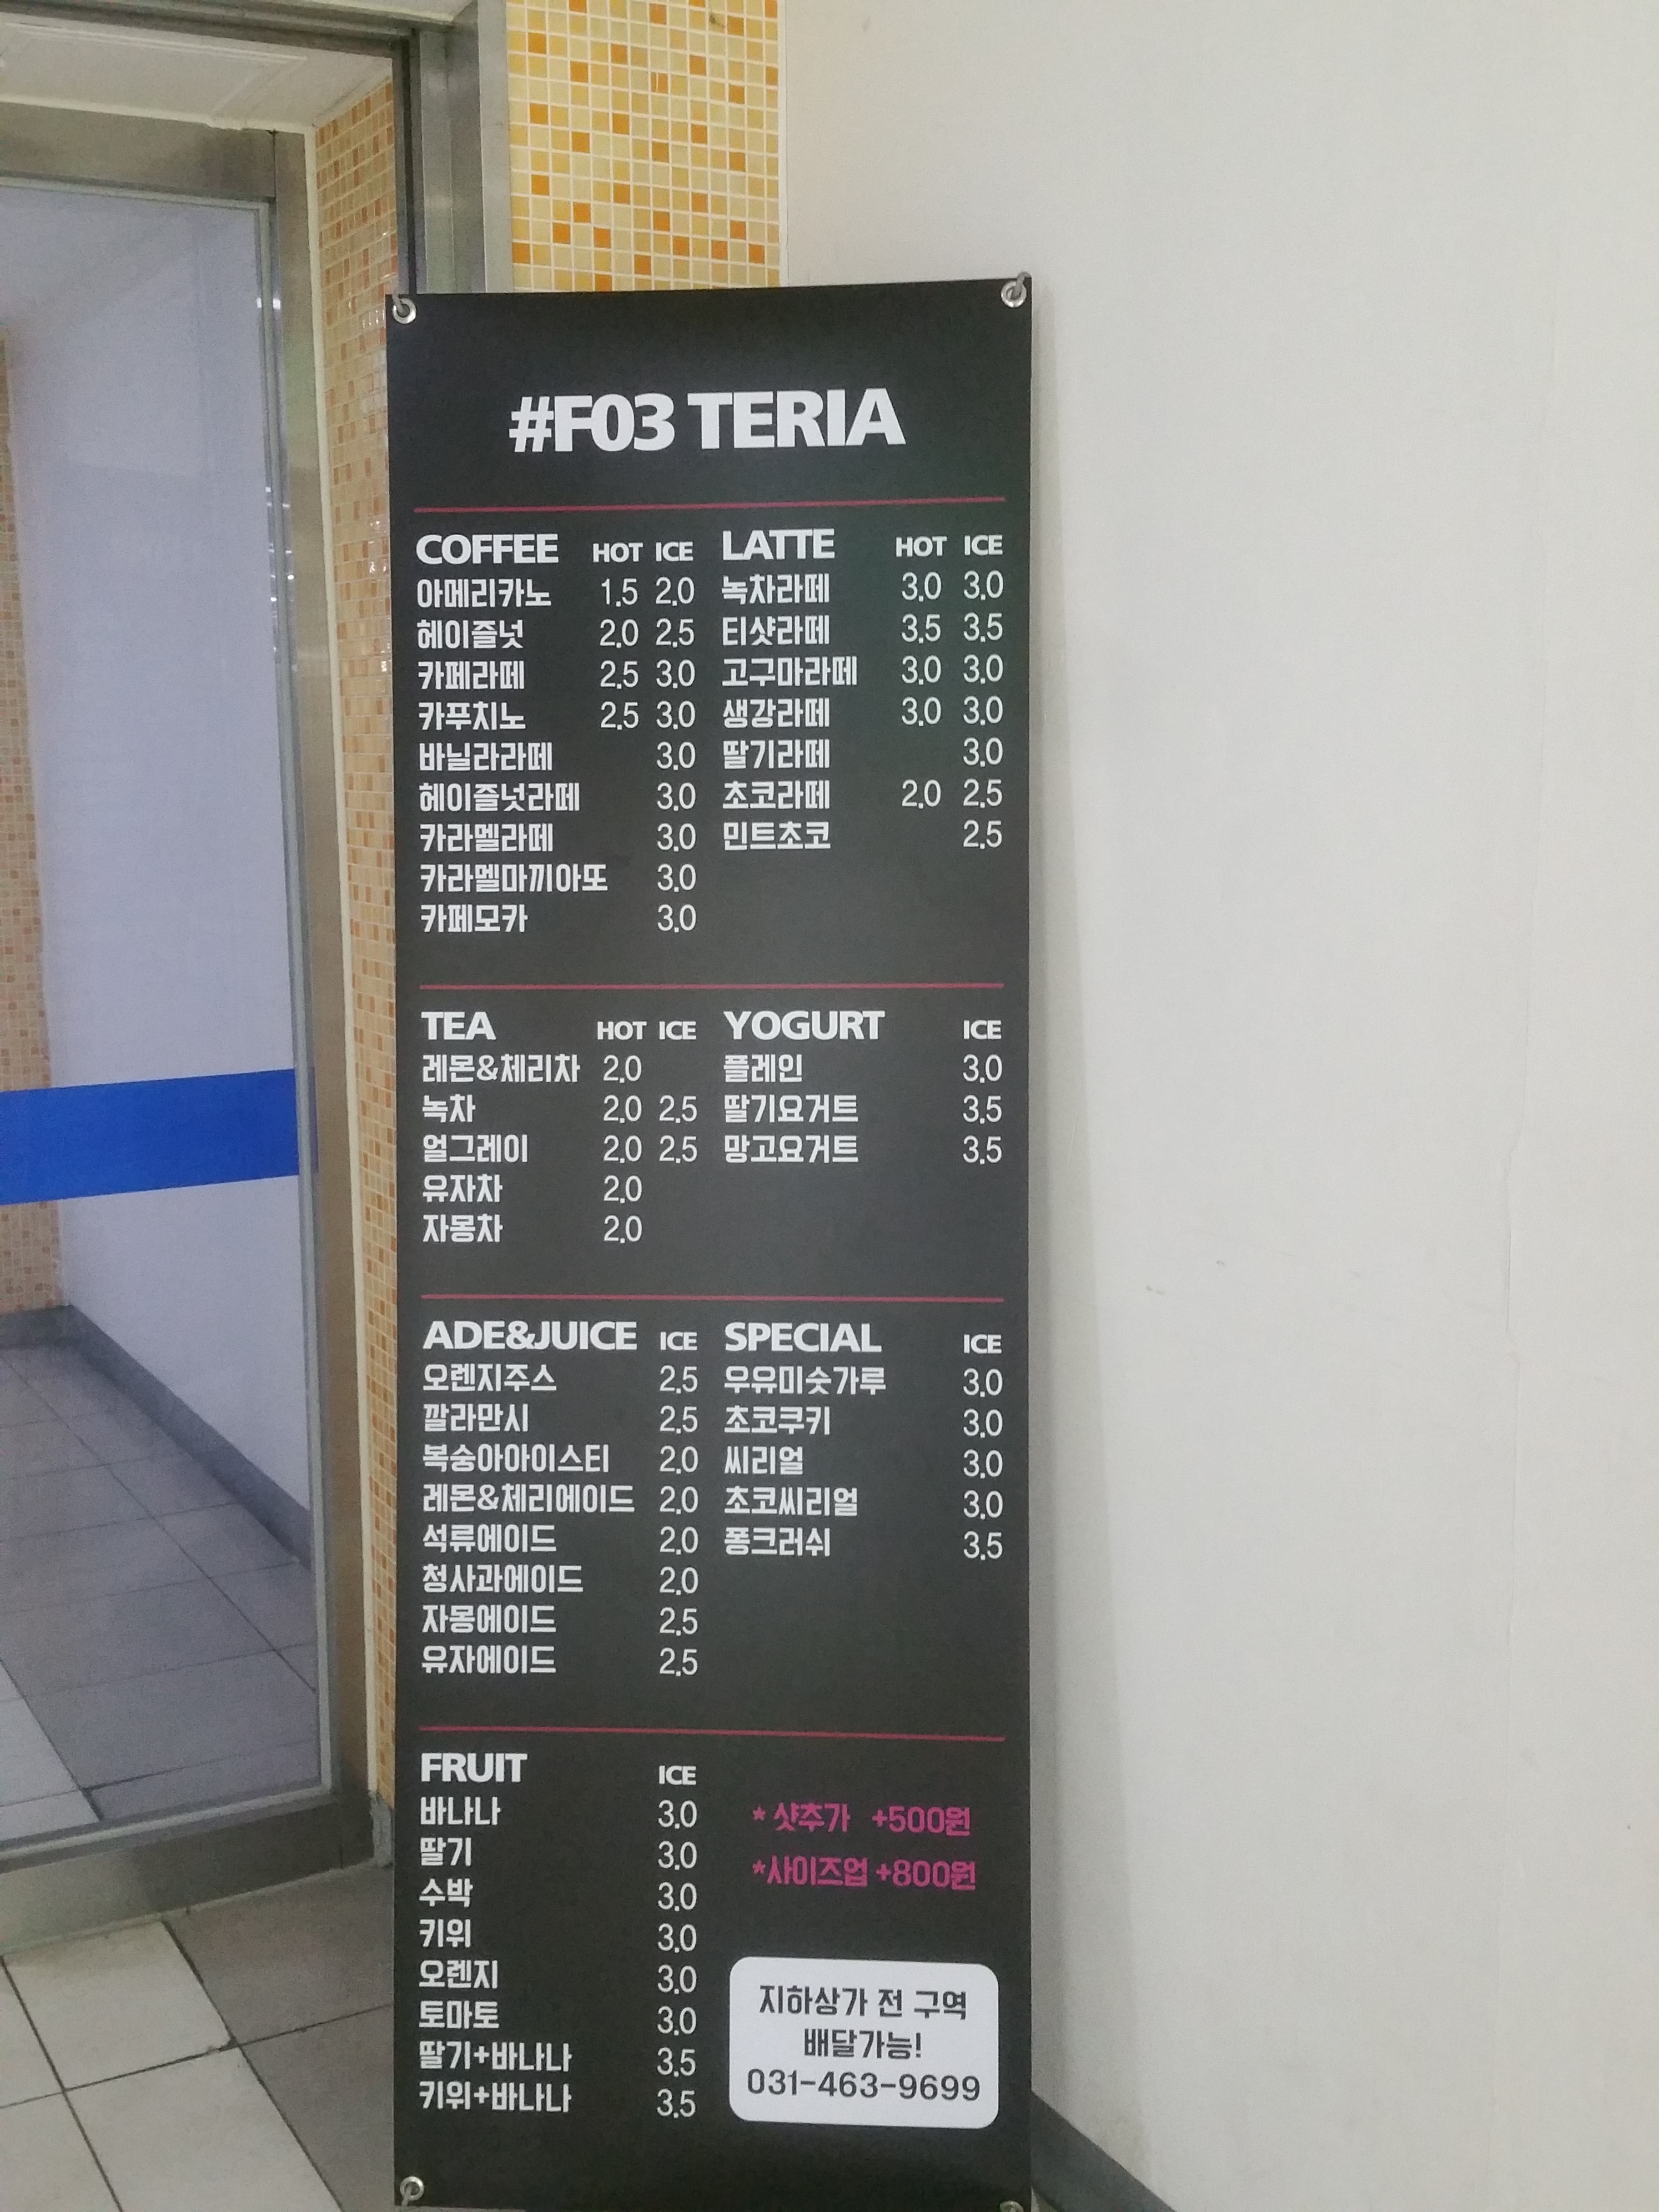 #F03 TERIA
COFFEE HOT ICE
아메리카노 1.5 2.0
헤이즐넛 2.0 2.5
카페라떼 2.5 3.0
카푸치노 2.5 3.0
바닐라라떼 3.0
헤이즐넛라떼 3.0
카라멜라떼 3.0
카라멜마끼아또 3.0
카페모카 3.0
LATTE HOT ICE
녹차라떼 3.0 3.0
티샷라떼 3.5 3.5
고구마라떼 3.0 3.0
생강라떼 3.0 3.0
딸기라떼 3.0
초코라떼 2.0 2.5
민트초코 2.5
TEA HOT ICE
레몬&체리차 2.0
녹차 2.0 2.5
얼그레이 2.0 2.5
유자차 2.0
자몽차 2.0
YOGURT ICE
플레인 3.0
딸기요거트 3.5
망고요거트 3.5
ADE&JUICE ICE
오렌지주스 2.5
깔라만시 2.5
복숭아아이스티 2.0
레몬&체리에이드 2.0
석류에이드 2.0
청사과에이드 2.0
자몽에이드 2.5
유자에이드 2.5
SPECIAL ICE
우유미숫가루 3.0
초코쿠키 3.0
씨리얼 3.0
초코씨리얼 3.0
퐁크러쉬 3.5
FRUIT ICE
바나나 3.0
딸기 3.0
수박 3.0
키위 3.0
오렌지 3.0
토마토 3.0
딸기+바나나 3.5
키위+바나나 3.5
* 샷추가 +500원
*사이즈업 +800원
지하상가 전 구역
배달가능!
031-463-9699